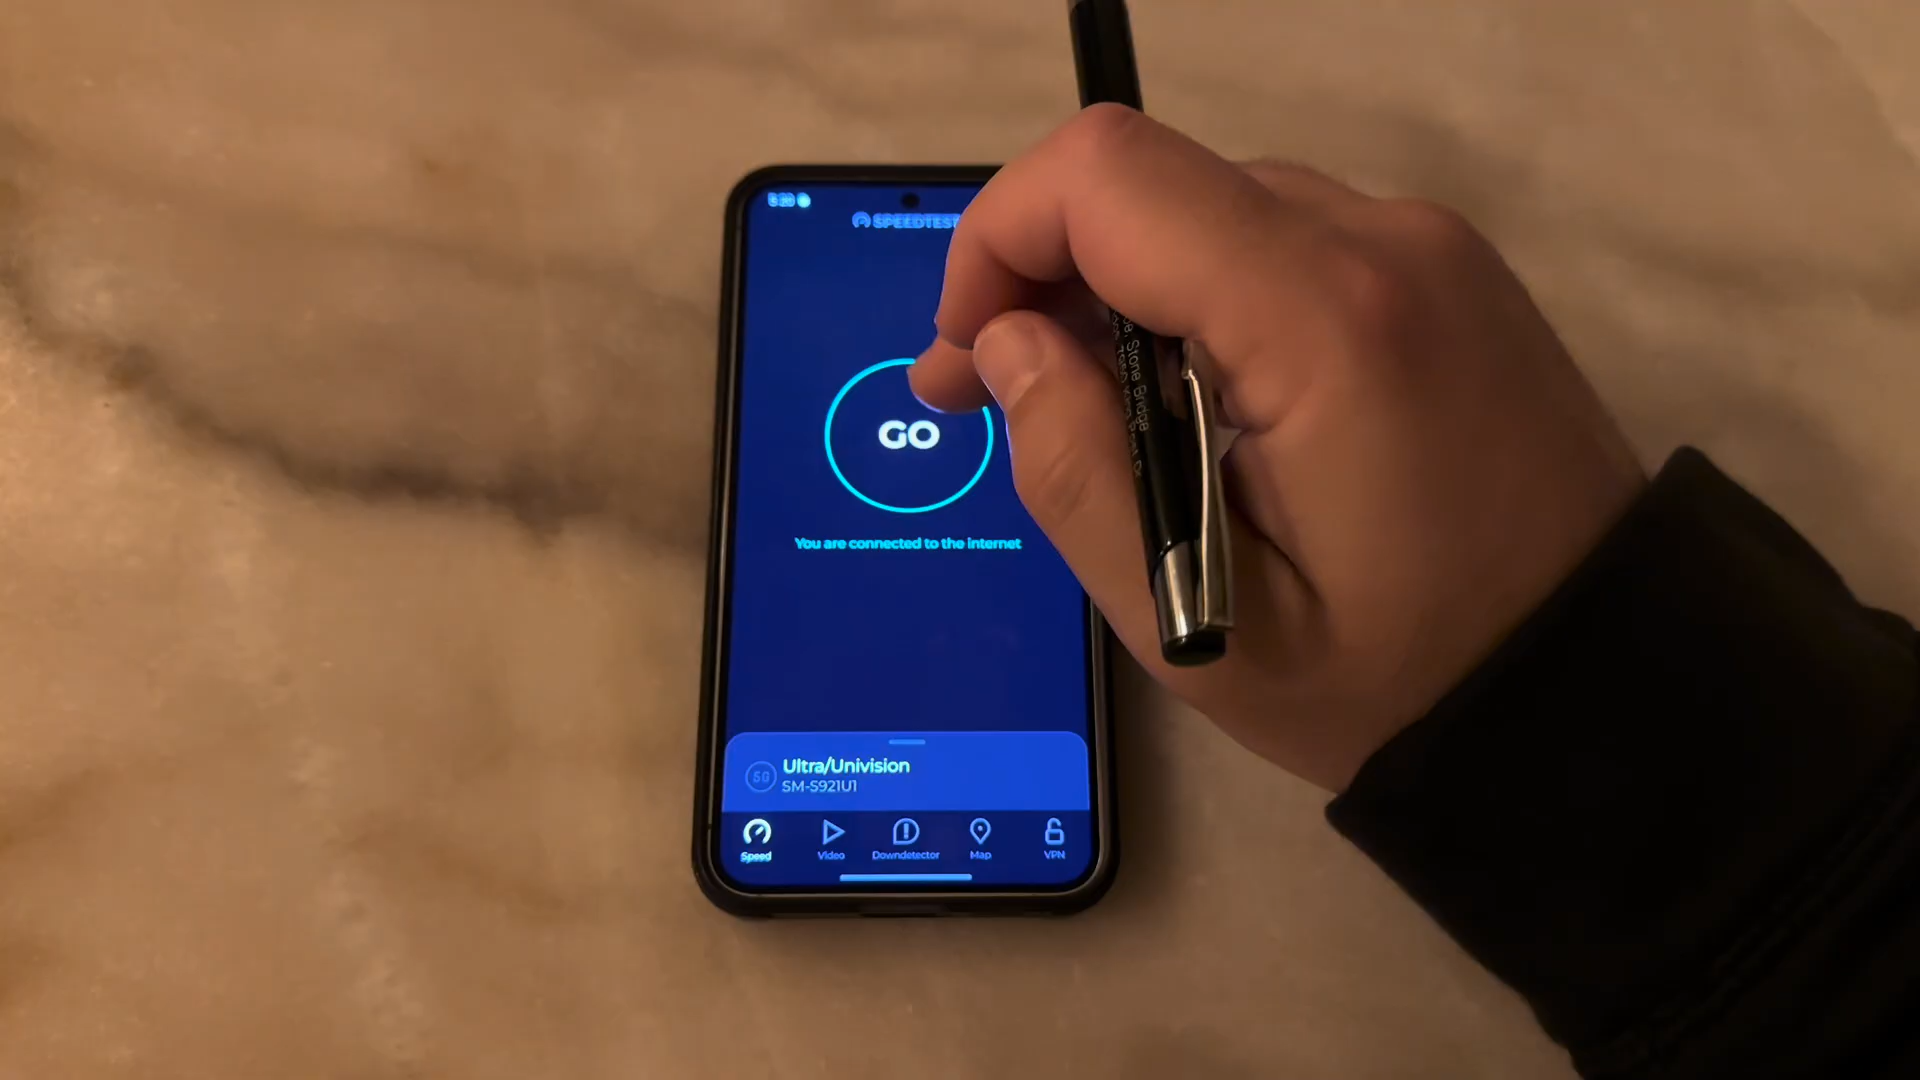 SPEEDTEST
GO
You are connected to the internet
5G
Ultra/Univision
SM-S921U1
Speed
Video
Downdetector
Map
VPN
Stone Bridge